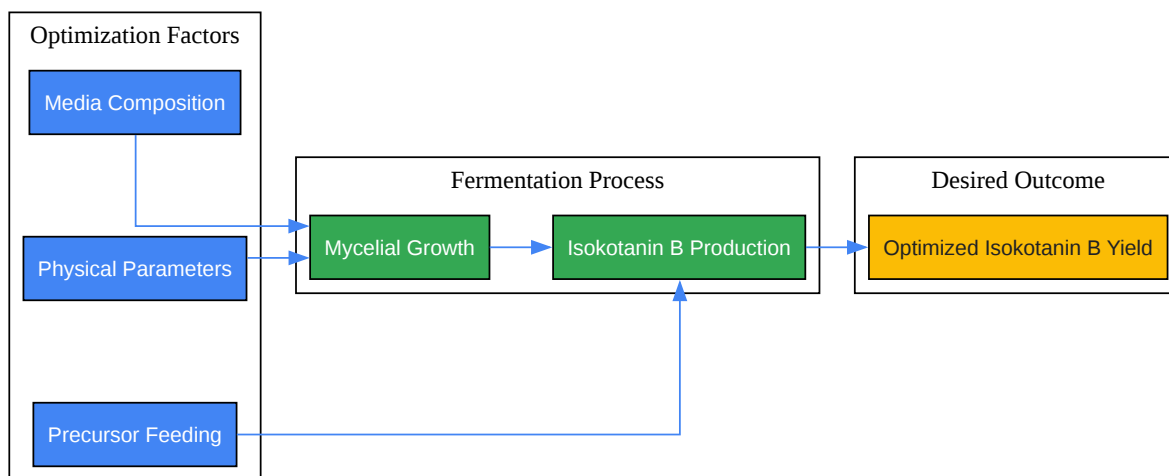 Optimization Factors
Media Composition
Physical Parameters
Precursor Feeding
Fermentation Process
Mycelial Growth
Isokotanin B Production
Desired Outcome
Optimized Isokotanin B Yield